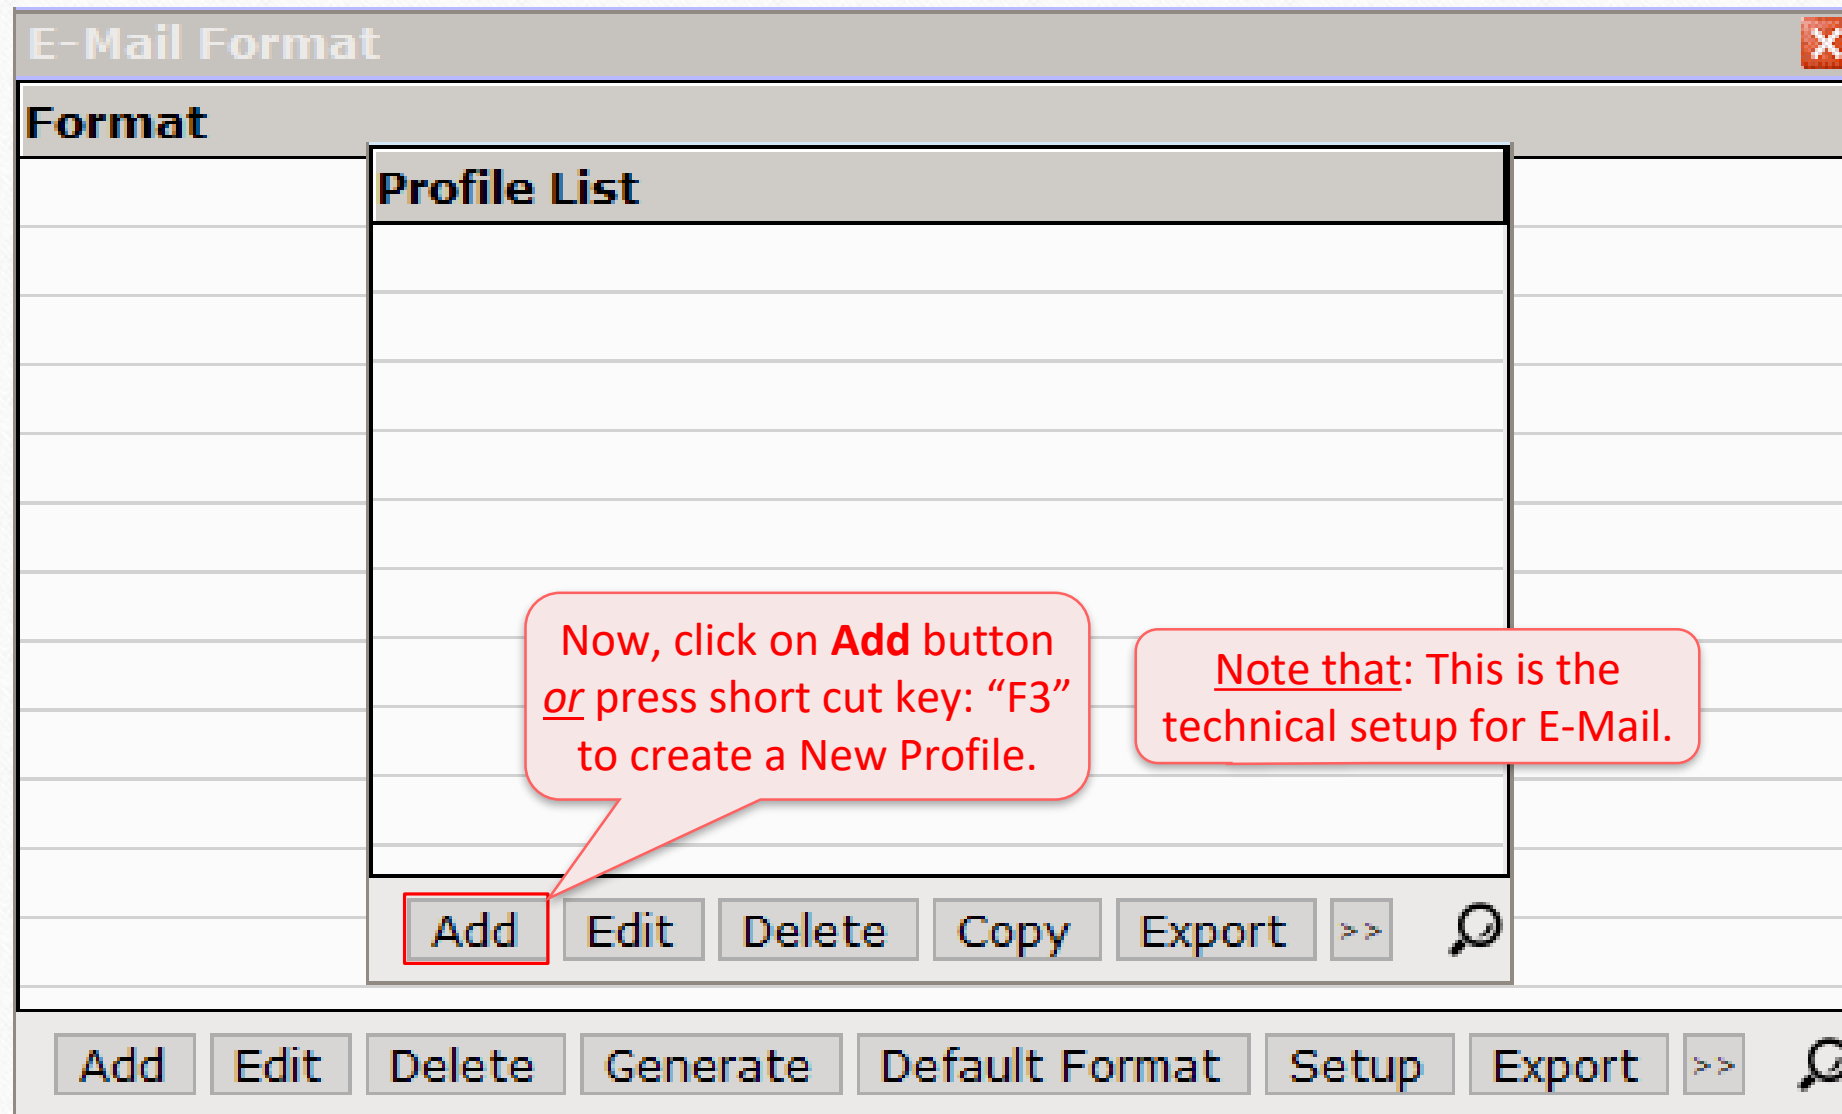 E-Mail Format
Format
Profile List
Now, click on Add button
or press short cut key: “F3”
to create a New Profile.
Note that: This is the
technical setup for E-Mail.
Add Edit Delete Copy Export >>
Add Edit Delete Generate Default Format Setup Export >>